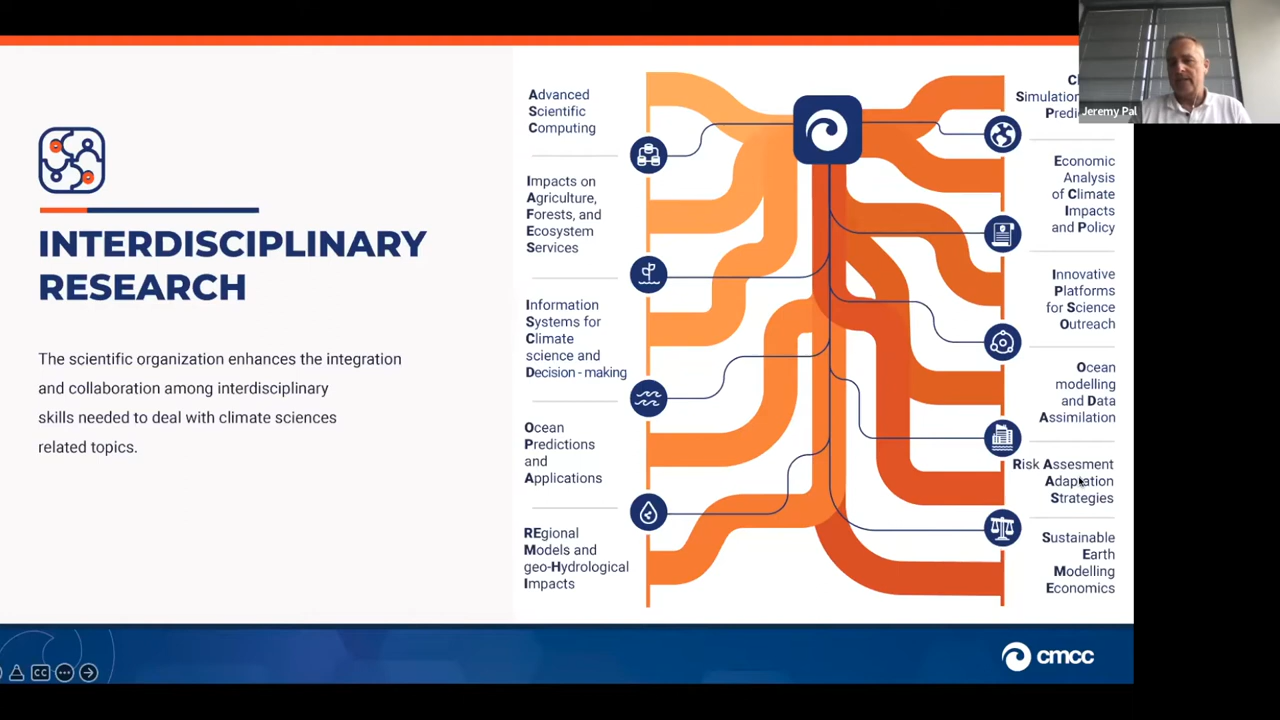 INTERDISCIPLINARY
RESEARCH
The scientific organization enhances the integration
and collaboration among interdisciplinary
skills needed to deal with climate sciences
related topics.
Advanced
Scientific
Computing
Impacts on
Agriculture,
Forests, and
Ecosystem
Services
Information
Systems for
Climate
science and
Decision - making
Ocean
Predictions
and
Applications
REgional
Models and
geo-Hydrological
Impacts
Economic
Analysis
of Climate
Impacts
and Policy
Innovative
Platforms
for Science
Outreach
Ocean
modelling
and Data
Assimilation
Risk Assesment
Adaptation
Strategies
Sustainable
Earth
Modelling
Economics
Jeremy Pal
CC
cmcc